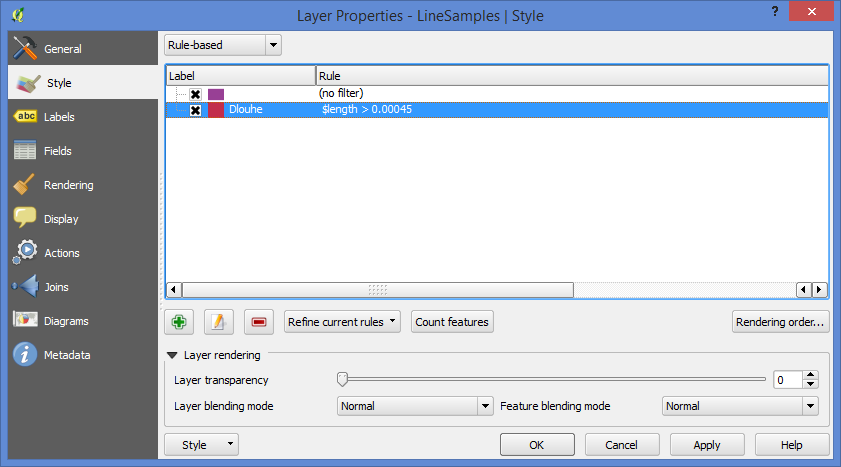 Layer Properties - LineSamples | Style
?
General
Style
abc Labels
Fields
Rendering
Display
Actions
Joins
Diagrams
Metadata
Rule-based
Label Rule
(no filter)
Dlouhe $length > 0.00045
Refine current rules Count features Rendering order...
Layer rendering
Layer transparency 0
Layer blending mode Normal Feature blending mode Normal
Style OK Cancel Apply Help